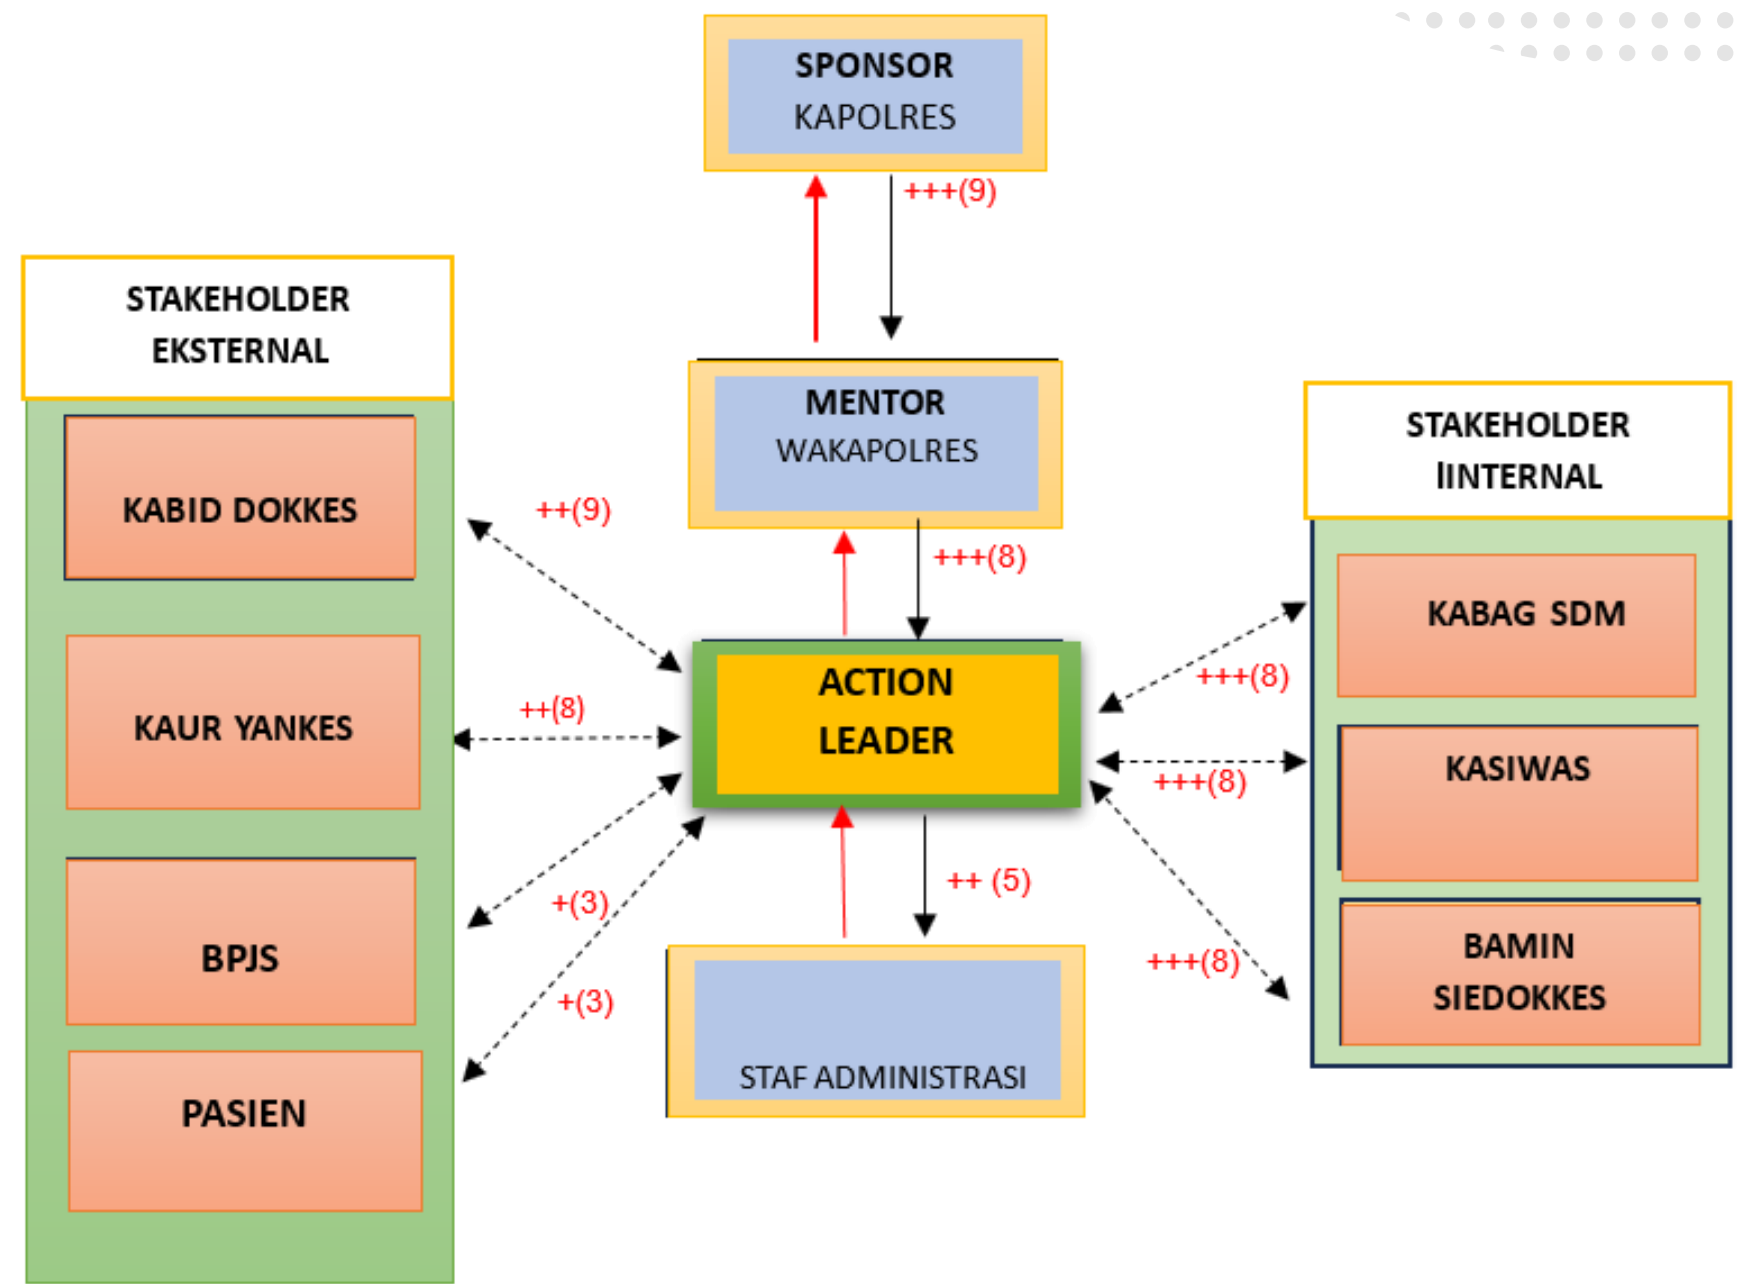 SPONSOR
KAPOLRES
+++(9)
STAKEHOLDER
EKSTERNAL
MENTOR
WAKAPOLRES
STAKEHOLDER
IINTERNAL
KABID DOKKES
++(9)
+++(8)
KABAG SDM
ACTION
LEADER
+++(8)
KAUR YANKES
++(8)
KASIWAS
+++(8)
+(3)
++ (5)
BPJS
+++(8)
BAMIN
SIEDOKKES
+(3)
STAF ADMINISTRASI
PASIEN